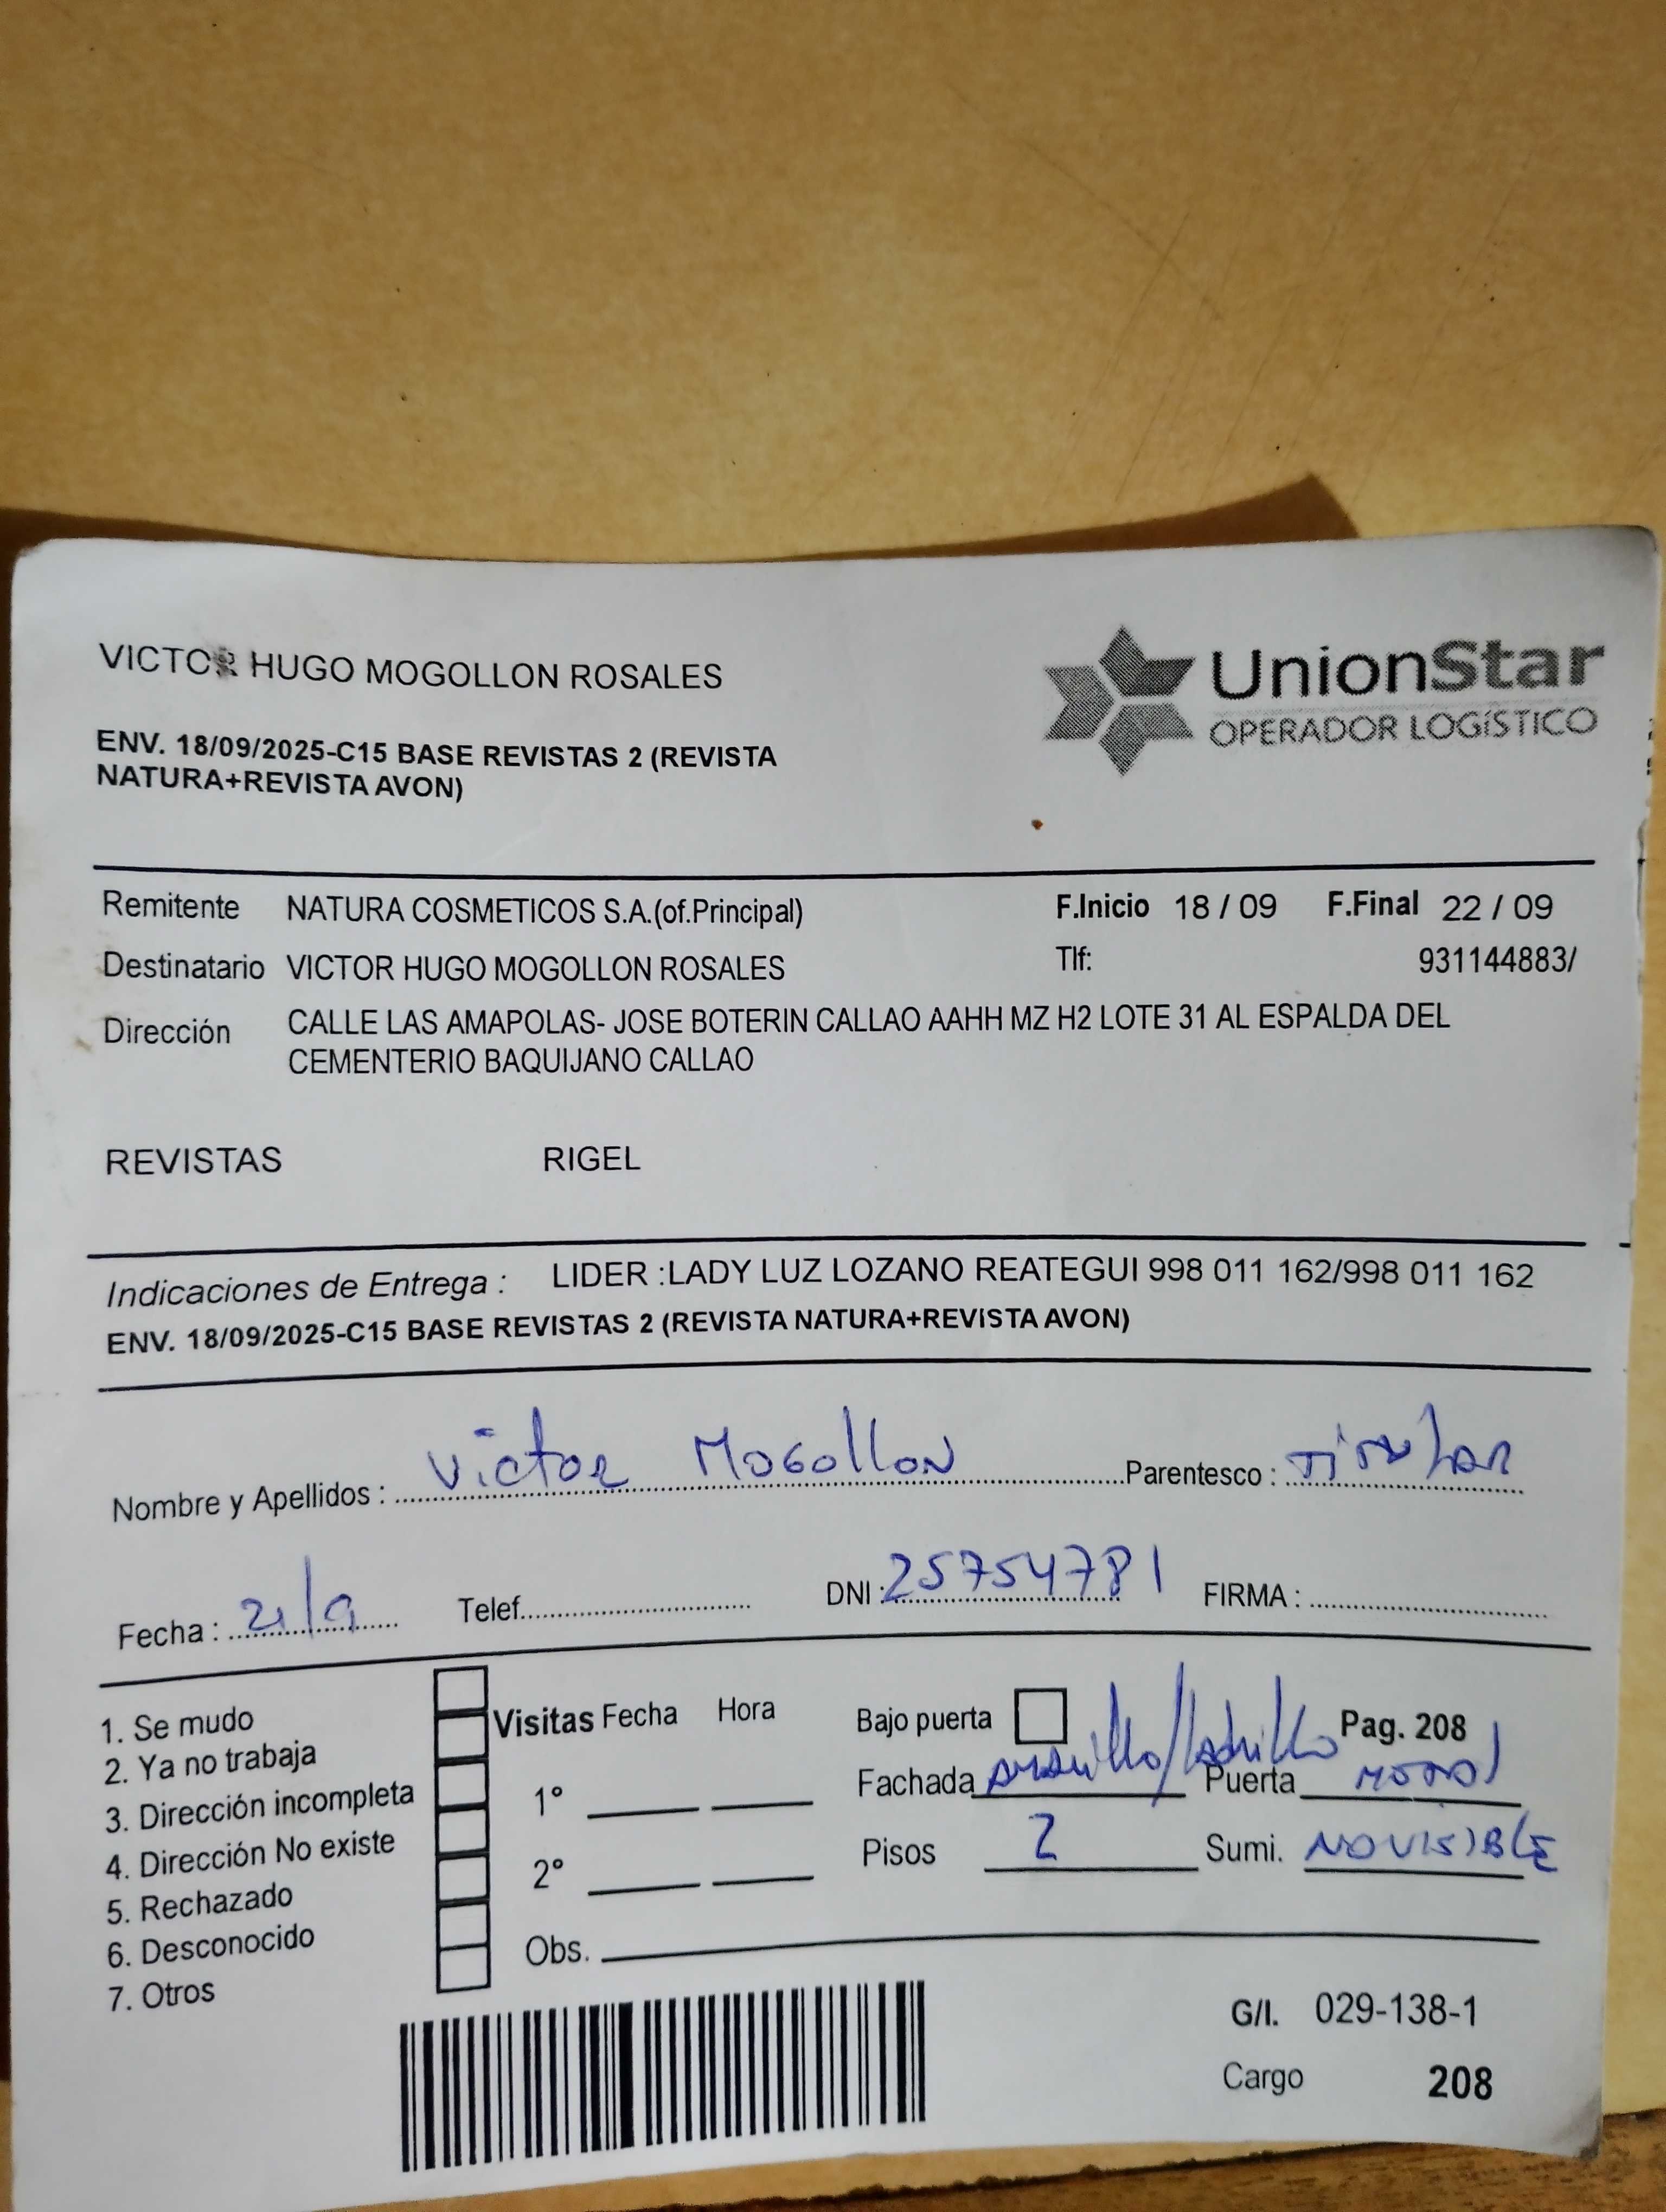 VICTOR HUGO MOGOLLON ROSALES
UnionStar
OPERADOR LOGÍSTICO
ENV. 18/09/2025-C15 BASE REVISTAS 2 (REVISTA
NATURA+REVISTA AVON)
Remitente NATURA COSMETICOS S.A.(of.Principal) F.Inicio 18 / 09 F.Final 22 / 09
Destinatario VICTOR HUGO MOGOLLON ROSALES Tlf: 931144883/
Dirección CALLE LAS AMAPOLAS- JOSE BOTERIN CALLAO AAHH MZ H2 LOTE 31 AL ESPALDA DEL
CEMENTERIO BAQUIJANO CALLAO
REVISTAS RIGEL
Indicaciones de Entrega : LIDER :LADY LUZ LOZANO REATEGUI 998 011 162/998 011 162
ENV. 18/09/2025-C15 BASE REVISTAS 2 (REVISTA NATURA+REVISTA AVON)
Nombre y Apellidos : Victor Mogollon Parentesco : Titular
Fecha : 21/9 Telef. DNI : 25754781 FIRMA :
1. Se mudo
2. Ya no trabaja
3. Dirección incompleta
4. Dirección No existe
5. Rechazado
6. Desconocido
7. Otros
Visitas Fecha Hora
1°
2°
Obs.
Bajo puerta Pag. 208
Fachada /ladrillo Puerta
Pisos 2 Sumi. NO VISIBLE
G/I. 029-138-1
Cargo 208